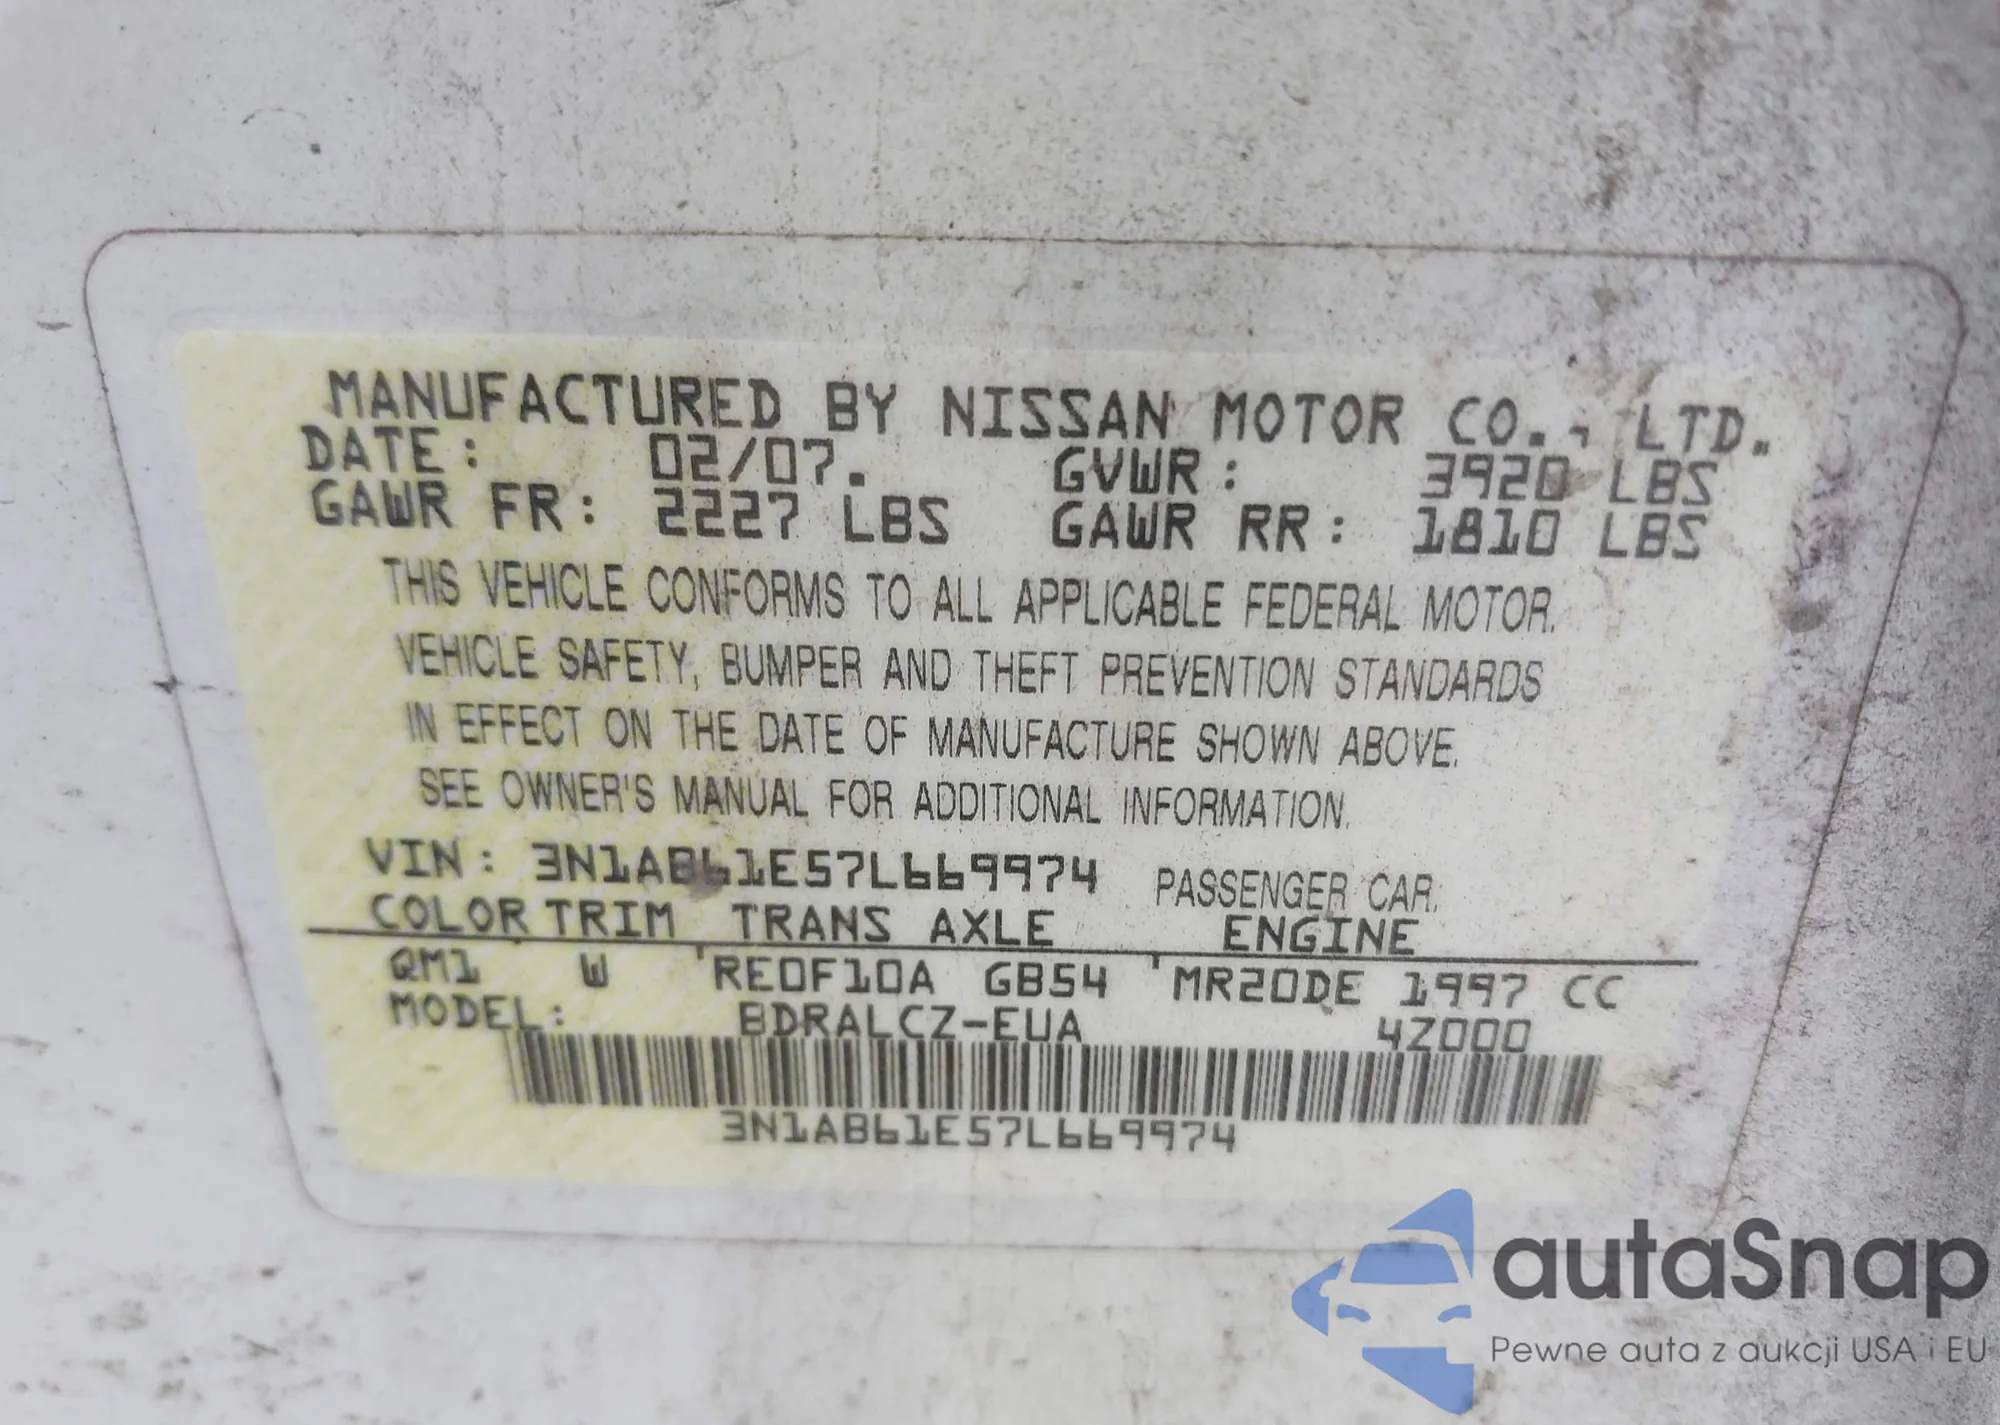 MANUFACTURED BY NISSAN MOTOR CO., LTD.
DATE: 02/07. GVWR: 3920 LBS
GAWR FR: 2227 LBS GAWR RR: 1810 LBS
THIS VEHICLE CONFORMS TO ALL APPLICABLE FEDERAL MOTOR
VEHICLE SAFETY, BUMPER AND THEFT PREVENTION STANDARDS
IN EFFECT ON THE DATE OF MANUFACTURE SHOWN ABOVE.
SEE OWNER'S MANUAL FOR ADDITIONAL INFORMATION.
VIN: 3N1AB61E57L669974 PASSENGER CAR
COLOR TRIM TRANS AXLE ENGINE
QM1 W RE0F10A GB54 MR20DE 1997 CC
MODEL: BDRALCZ-EUA 4Z000
3N1AB61E57L669974
autaSnap
Pewne auta z aukcji USA i EU